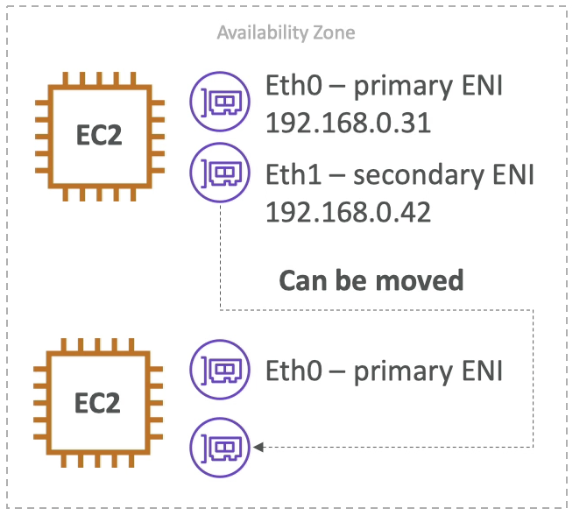 Availability Zone
EC2
Eth0 – primary ENI
192.168.0.31
Eth1 – secondary ENI
192.168.0.42
Can be moved
EC2
Eth0 – primary ENI